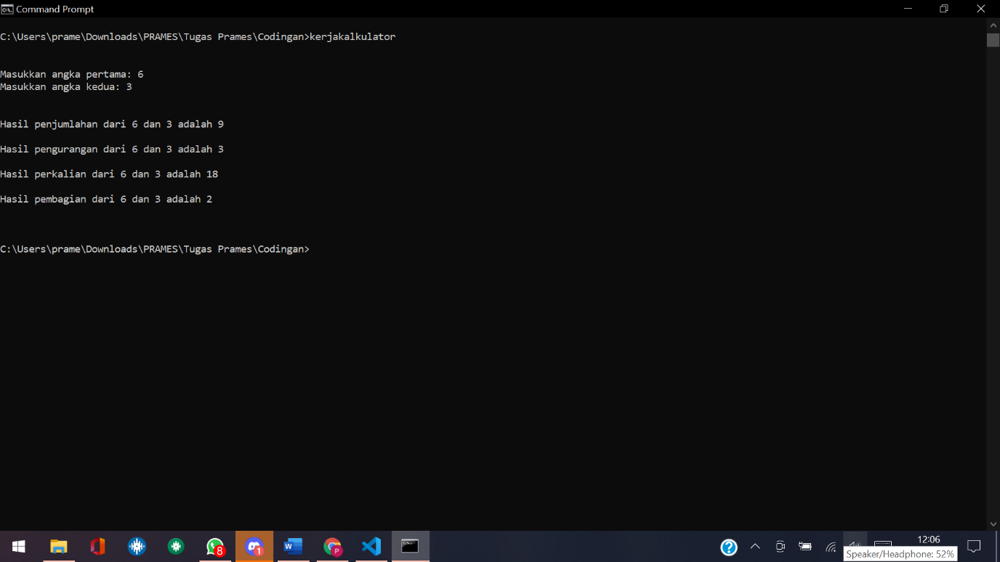 Command Prompt
C:\Users\prame\Downloads\PRAMES\Tugas Prames\Codingan>kerjakalkulator
Masukkan angka pertama: 6
Masukkan angka kedua: 3
Hasil penjumlahan dari 6 dan 3 adalah 9
Hasil pengurangan dari 6 dan 3 adalah 3
Hasil perkalian dari 6 dan 3 adalah 18
Hasil pembagian dari 6 dan 3 adalah 2
C:\Users\prame\Downloads\PRAMES\Tugas Prames\Codingan>
8
1
W
P
?
12:06
Speaker/Headphone: 52%